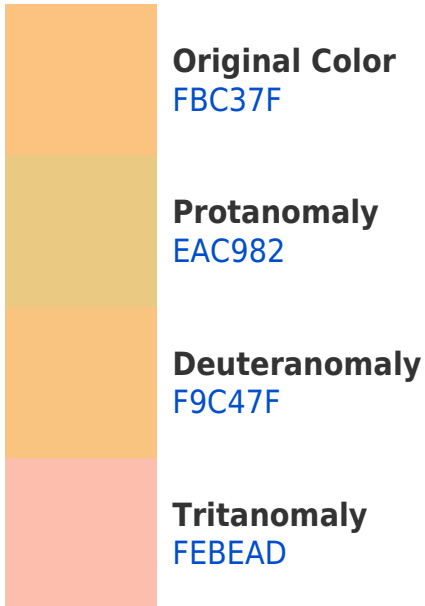 Original Color
FBC37F
Protanomaly
EAC982
Deuteranomaly
F9C47F
Tritanomaly
FEBEAD